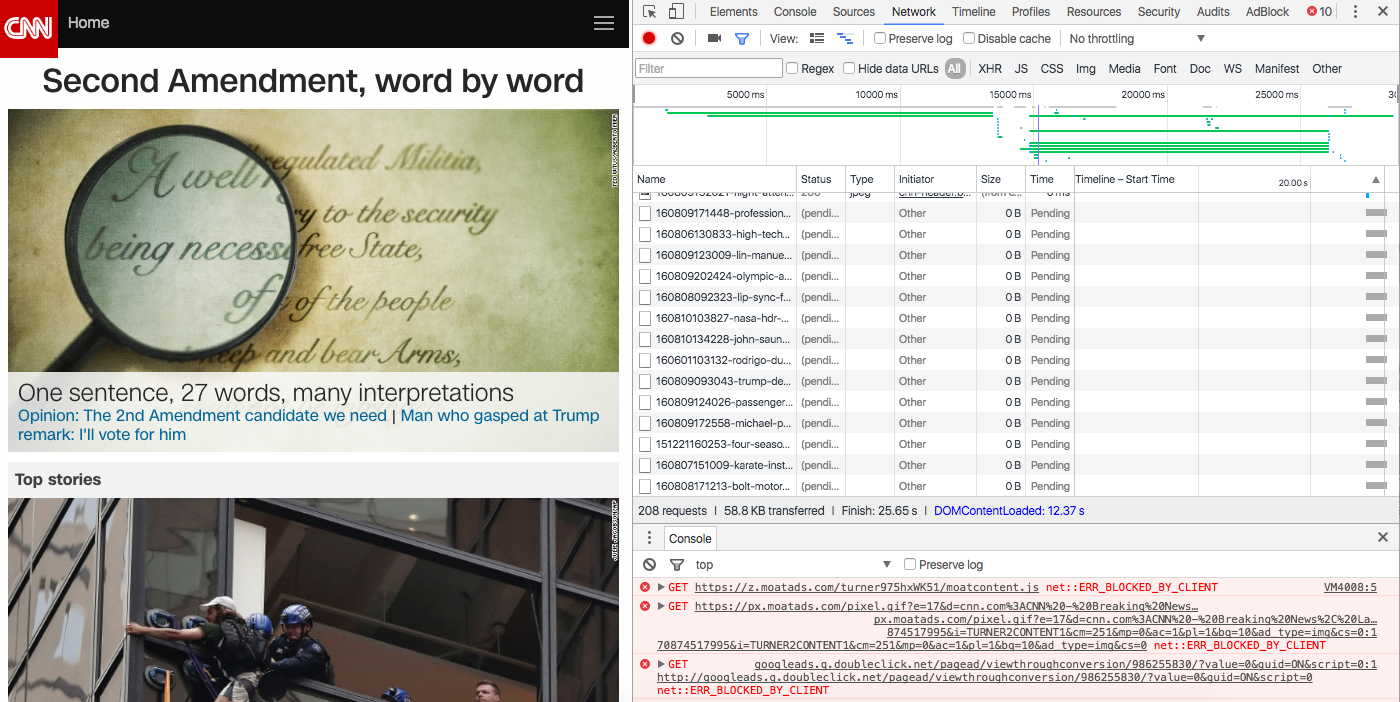 CNN
Home
Second Amendment, word by word
A well regulated Militia,
being necessary to the security
free State,
of the people
keep and bear Arms,
One sentence, 27 words, many interpretations
Opinion: The 2nd Amendment candidate we need | Man who gasped at Trump
remark: I'll vote for him
Top stories
Elements Console Sources Network Timeline Profiles Resources Security Audits AdBlock 10
View: Preserve log Disable cache No throttling
Filter Regex Hide data URLs All XHR JS CSS Img Media Font Doc WS Manifest Other
5000 ms 10000 ms 15000 ms 20000 ms 25000 ms
Name Status Type Initiator Size Time Timeline – Start Time 20.00 s
160809171448-profession... (pendi... Other 0 B Pending
160806130833-high-tech... (pendi... Other 0 B Pending
160809123009-lin-manue... (pendi... Other 0 B Pending
160809202424-olympic-a... (pendi... Other 0 B Pending
160808092323-lip-sync-f... (pendi... Other 0 B Pending
160810103827-nasa-hdr-... (pendi... Other 0 B Pending
160810134228-john-saun... (pendi... Other 0 B Pending
160601103132-rodrigo-du... (pendi... Other 0 B Pending
160809093043-trump-de... (pendi... Other 0 B Pending
160809124026-passenger... (pendi... Other 0 B Pending
160809172558-michael-p... (pendi... Other 0 B Pending
151221160253-four-seaso... (pendi... Other 0 B Pending
160807151009-karate-inst... (pendi... Other 0 B Pending
160808171213-bolt-motor... (pendi... Other 0 B Pending
208 requests | 58.8 KB transferred | Finish: 25.65 s | DOMContentLoaded: 12.37 s
Console
top Preserve log
GET https://z.moatads.com/turner975hxWK51/moatcontent.js net::ERR_BLOCKED_BY_CLIENT VM4008:5
GET https://px.moatads.com/pixel.gif?e=17&d=cnn.com%3ACNN%20-%20Breaking%20News…
px.moatads.com/pixel.gif?e=17&d=cnn.com%3ACNN%20-%20Breaking%20News%2C%20La…
874517995&i=TURNER2CONTENT1&cm=251&mp=0&ac=1&pl=1&bq=10&ad_type=img&cs=0:1
70874517995&i=TURNER2CONTENT1&cm=251&mp=0&ac=1&pl=1&bq=10&ad_type=img&cs=0 net::ERR_BLOCKED_BY_CLIENT
GET googleads.g.doubleclick.net/pagead/viewthroughconversion/986255830/?value=0&guid=ON&script=0:1
http://googleads.g.doubleclick.net/pagead/viewthroughconversion/986255830/?value=0&guid=ON&script=0
net::ERR_BLOCKED_BY_CLIENT